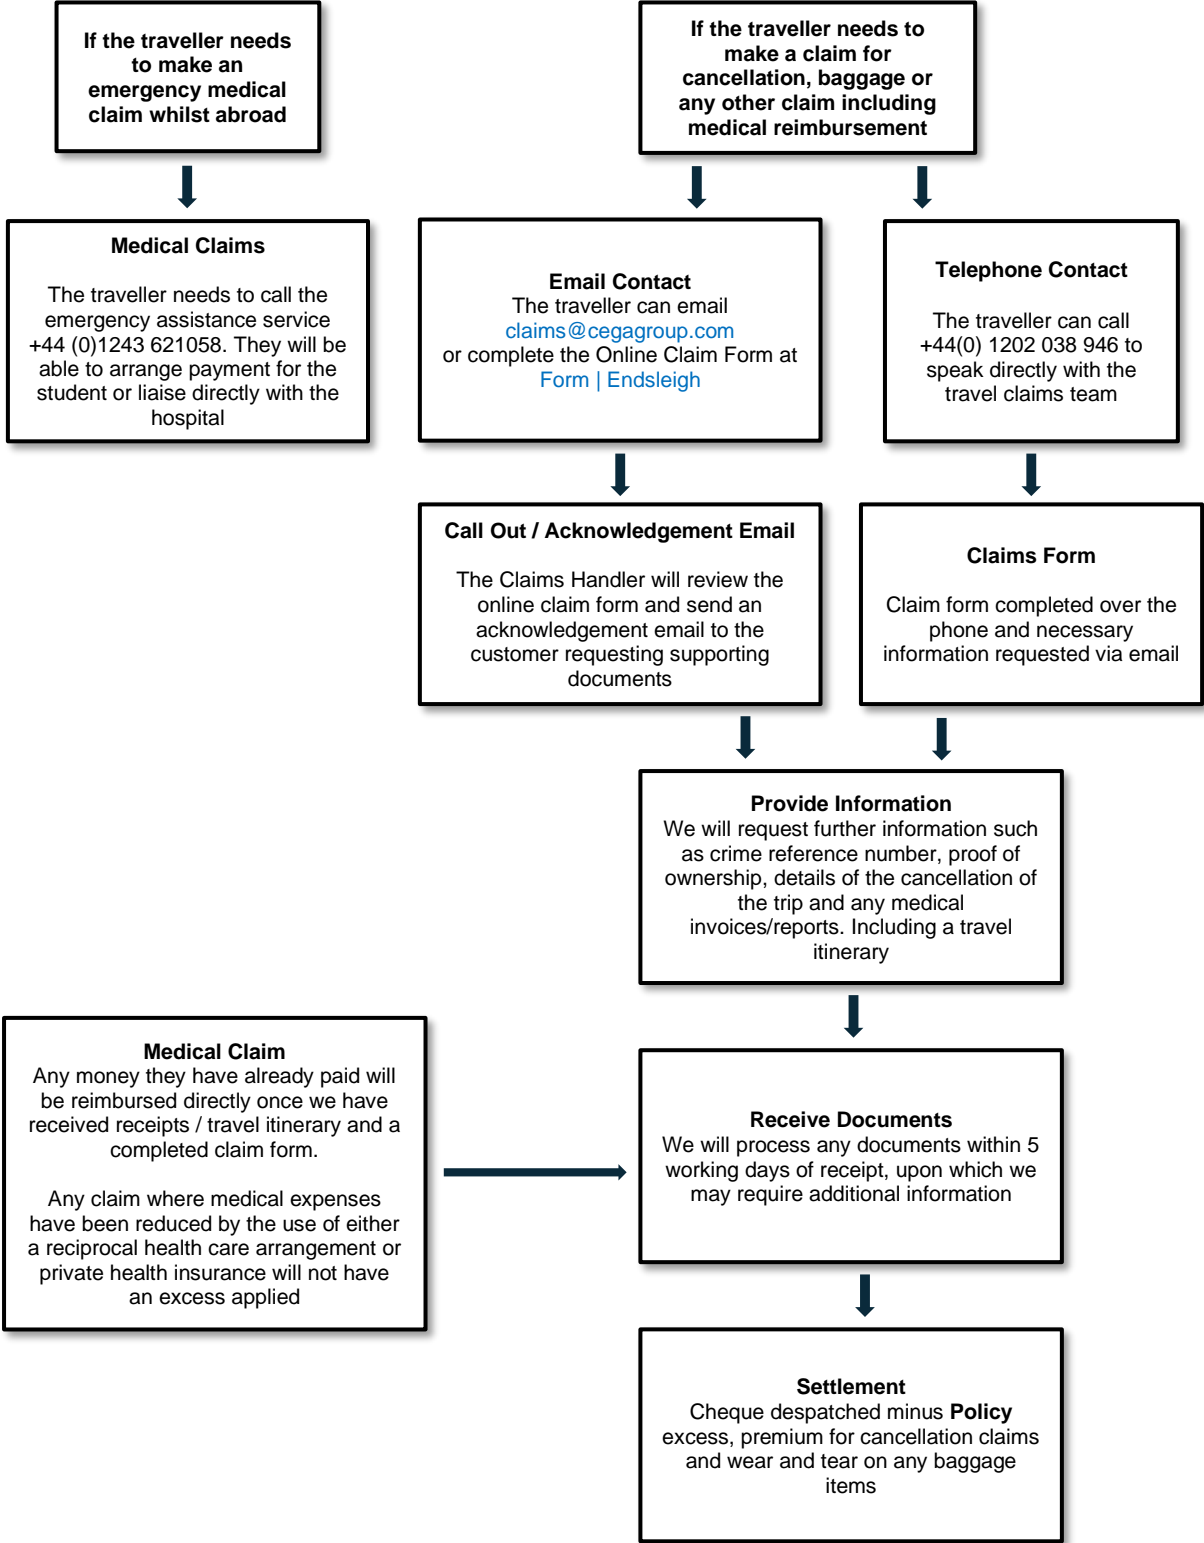 If the traveller needs
to make an
emergency medical
claim whilst abroad
If the traveller needs to
make a claim for
cancellation, baggage or
any other claim including
medical reimbursement
Medical Claims
The traveller needs to call the
emergency assistance service
+44 (0)1243 621058. They will be
able to arrange payment for the
student or liaise directly with the
hospital
Email Contact
The traveller can email
claims@cegagroup.com
or complete the Online Claim Form at
Form | Endsleigh
Telephone Contact
The traveller can call
+44(0) 1202 038 946 to
speak directly with the
travel claims team
Call Out / Acknowledgement Email
The Claims Handler will review the
online claim form and send an
acknowledgement email to the
customer requesting supporting
documents
Claims Form
Claim form completed over the
phone and necessary
information requested via email
Provide Information
We will request further information such
as crime reference number, proof of
ownership, details of the cancellation of
the trip and any medical
invoices/reports. Including a travel
itinerary
Medical Claim
Any money they have already paid will
be reimbursed directly once we have
received receipts / travel itinerary and a
completed claim form.
Any claim where medical expenses
have been reduced by the use of either
a reciprocal health care arrangement or
private health insurance will not have
an excess applied
Receive Documents
We will process any documents within 5
working days of receipt, upon which we
may require additional information
Settlement
Cheque despatched minus Policy
excess, premium for cancellation claims
and wear and tear on any baggage
items